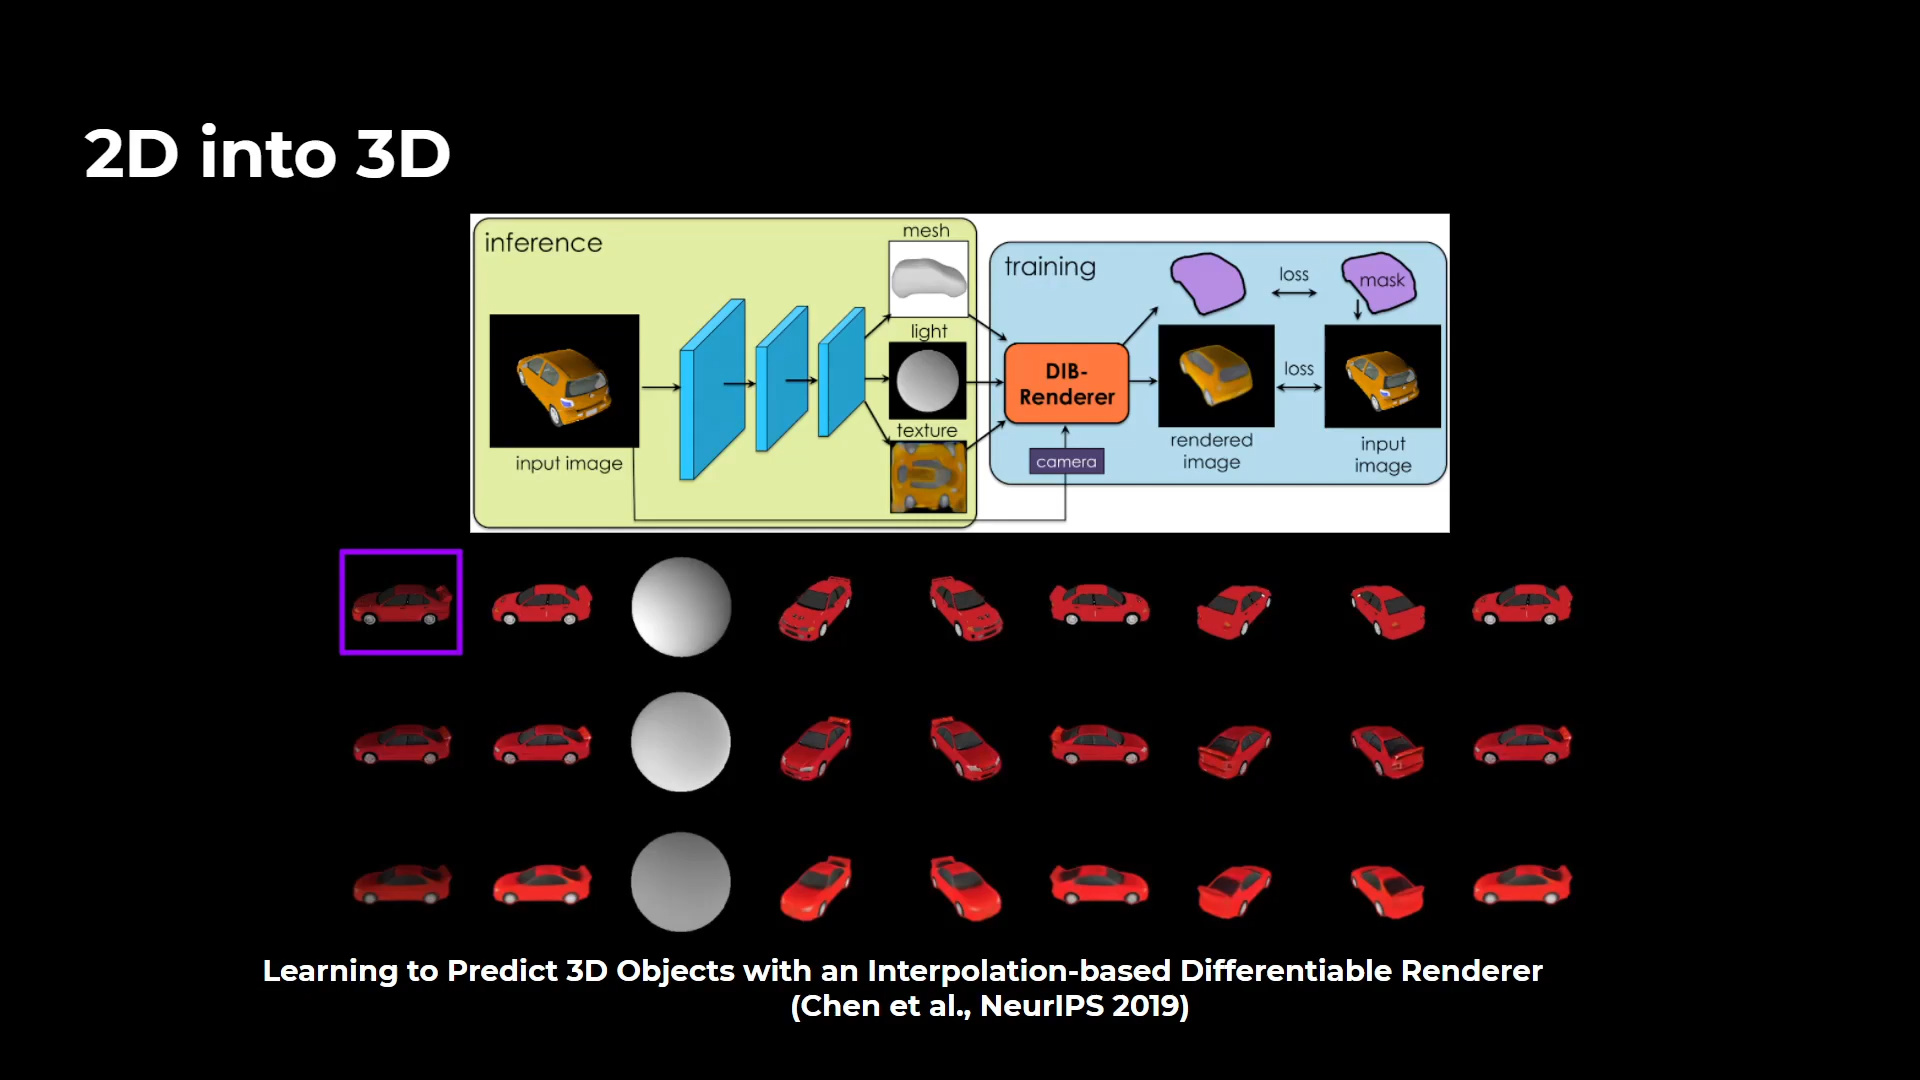 2D into 3D
inference
mesh
training
loss
mask
light
loss
DIB-
Renderer
texture
input image
camera
rendered
image
input
image
Learning to Predict 3D Objects with an Interpolation-based Differentiable Renderer
(Chen et al., NeurIPS 2019)